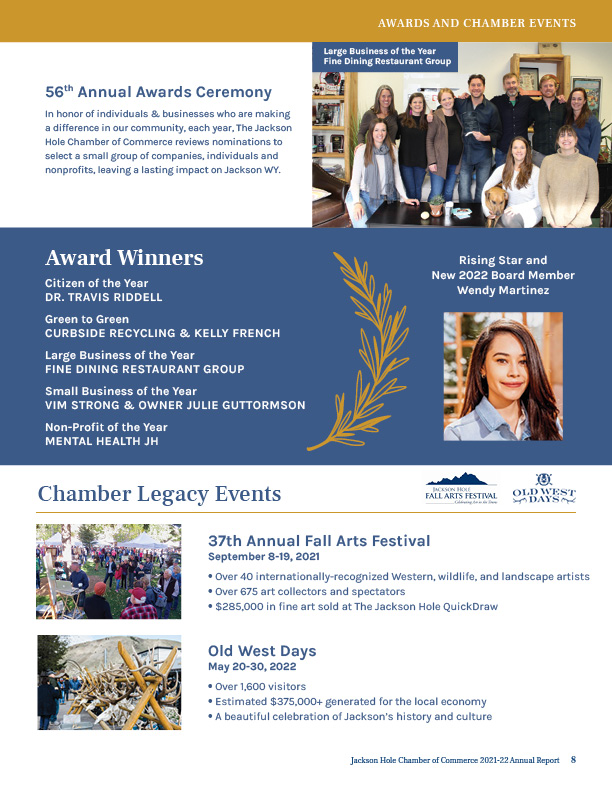 AWARDS AND CHAMBER EVENTS
Large Business of the Year
Fine Dining Restaurant Group
56th Annual Awards Ceremony
In honor of individuals & businesses who are making
a difference in our community, each year, The Jackson
Hole Chamber of Commerce reviews nominations to
select a small group of companies, individuals and
nonprofits, leaving a lasting impact on Jackson WY.
Award Winners
Citizen of the Year
DR. TRAVIS RIDDELL
Green to Green
CURBSIDE RECYCLING & KELLY FRENCH
Large Business of the Year
FINE DINING RESTAURANT GROUP
Small Business of the Year
VIM STRONG & OWNER JULIE GUTTORMSON
Non-Profit of the Year
MENTAL HEALTH JH
Rising Star and
New 2022 Board Member
Wendy Martinez
Chamber Legacy Events
JACKSON HOLE
FALL ARTS FESTIVAL
OLD WEST
DAYS
37th Annual Fall Arts Festival
September 8-19, 2021
• Over 40 internationally-recognized Western, wildlife, and landscape artists
• Over 675 art collectors and spectators
• $285,000 in fine art sold at The Jackson Hole QuickDraw
Old West Days
May 20-30, 2022
• Over 1,600 visitors
• Estimated $375,000+ generated for the local economy
• A beautiful celebration of Jackson's history and culture
Jackson Hole Chamber of Commerce 2021-22 Annual Report 8